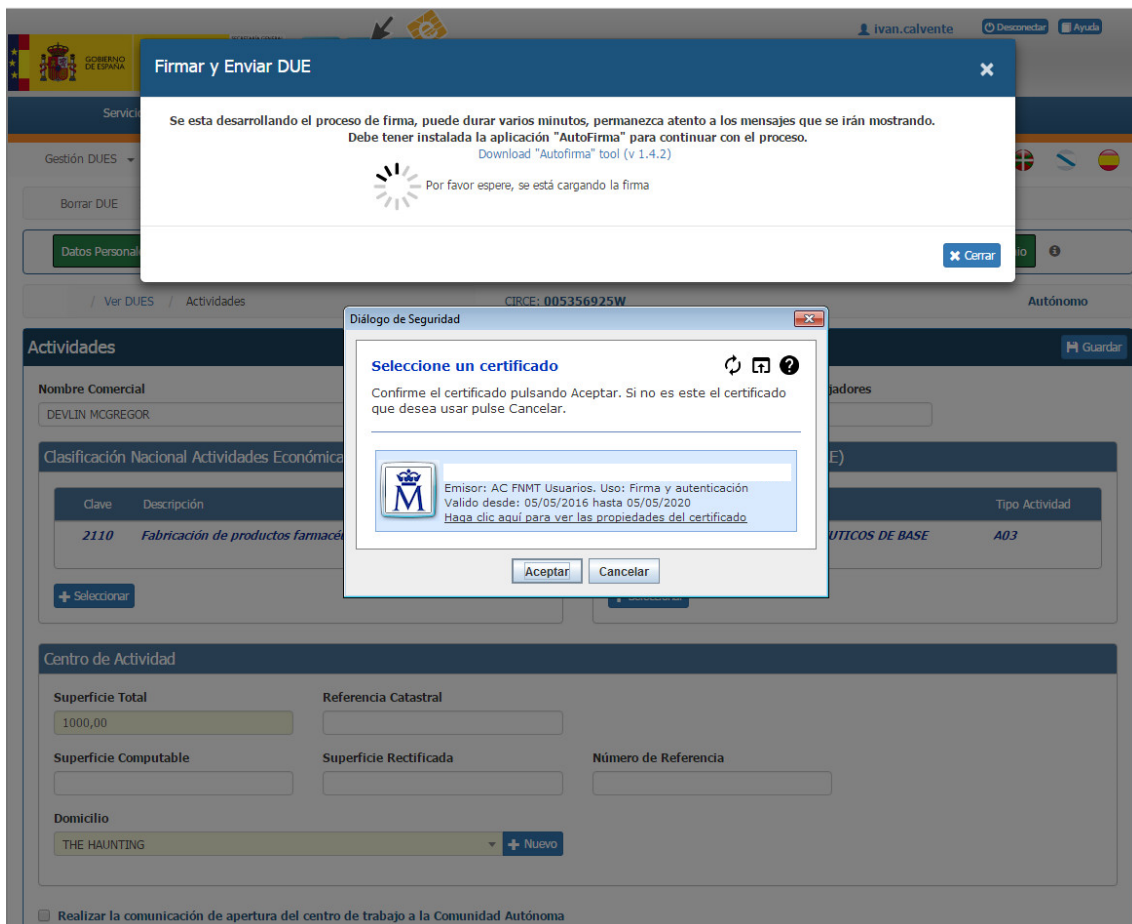 ivan.calvente
Desconectar
Ayuda
GOBIERNO
DE ESPAÑA
Firmar y Enviar DUE
Servicio
Se esta desarrollando el proceso de firma, puede durar varios minutos, permanezca atento a los mensajes que se irán mostrando.
Debe tener instalada la aplicación "AutoFirma" para continuar con el proceso.
Download "Autofirma" tool (v 1.4.2)
Por favor espere, se está cargando la firma
Cerrar
Gestión DUES
Borrar DUE
Datos Personal
io
/ Ver DUES / Actividades
CIRCE: 005356925W
Autónomo
Diálogo de Seguridad
Seleccione un certificado
Confirme el certificado pulsando Aceptar. Si no es este el certificado
que desea usar pulse Cancelar.
Emisor: AC FNMT Usuarios. Uso: Firma y autenticación
Valido desde: 05/05/2016 hasta 05/05/2020
Haga clic aquí para ver las propiedades del certificado
Aceptar
Cancelar
Actividades
Guardar
Nombre Comercial
jadores
DEVLIN MCGREGOR
Clasificación Nacional Actividades Económica
E)
Clave Descripción
Tipo Actividad
2110 Fabricación de productos farmacéu
UTICOS DE BASE A03
+ Seleccionar
Centro de Actividad
Superficie Total
Referencia Catastral
1000,00
Superficie Computable
Superficie Rectificada
Número de Referencia
Domicilio
THE HAUNTING
+ Nuevo
Realizar la comunicación de apertura del centro de trabajo a la Comunidad Autónoma